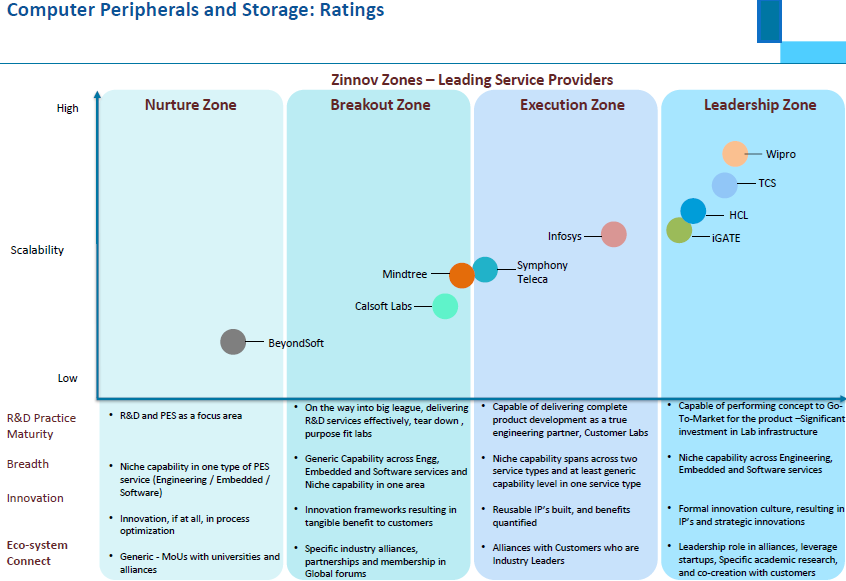 Computer Peripherals and Storage: Ratings
Zinnov Zones – Leading Service Providers
Nurture Zone
Breakout Zone
Execution Zone
Leadership Zone
High
Scalability
Low
Wipro
TCS
HCL
iGATE
Infosys
Symphony
Teleca
Mindtree
Calsoft Labs
BeyondSoft
R&D Practice
Maturity
• R&D and PES as a focus area
• On the way into big league, delivering
R&D services effectively, tear down ,
purpose fit labs
• Capable of delivering complete
product development as a true
engineering partner, Customer Labs
• Capable of performing concept to Go-
To-Market for the product –Significant
investment in Lab infrastructure
Breadth
• Niche capability in one type of PES
service (Engineering / Embedded /
Software)
• Generic Capability across Engg,
Embedded and Software services and
Niche capability in one area
• Niche capability spans across two
service types and at least generic
capability level in one service type
• Niche capability across Engineering,
Embedded and Software services
Innovation
• Innovation, if at all, in process
optimization
• Innovation frameworks resulting in
tangible benefit to customers
• Reusable IP's built, and benefits
quantified
• Formal innovation culture, resulting in
IP's and strategic innovations
Eco-system
Connect
• Generic - MoUs with universities and
alliances
• Specific industry alliances,
partnerships and membership in
Global forums
• Alliances with Customers who are
Industry Leaders
• Leadership role in alliances, leverage
startups, Specific academic research,
and co-creation with customers